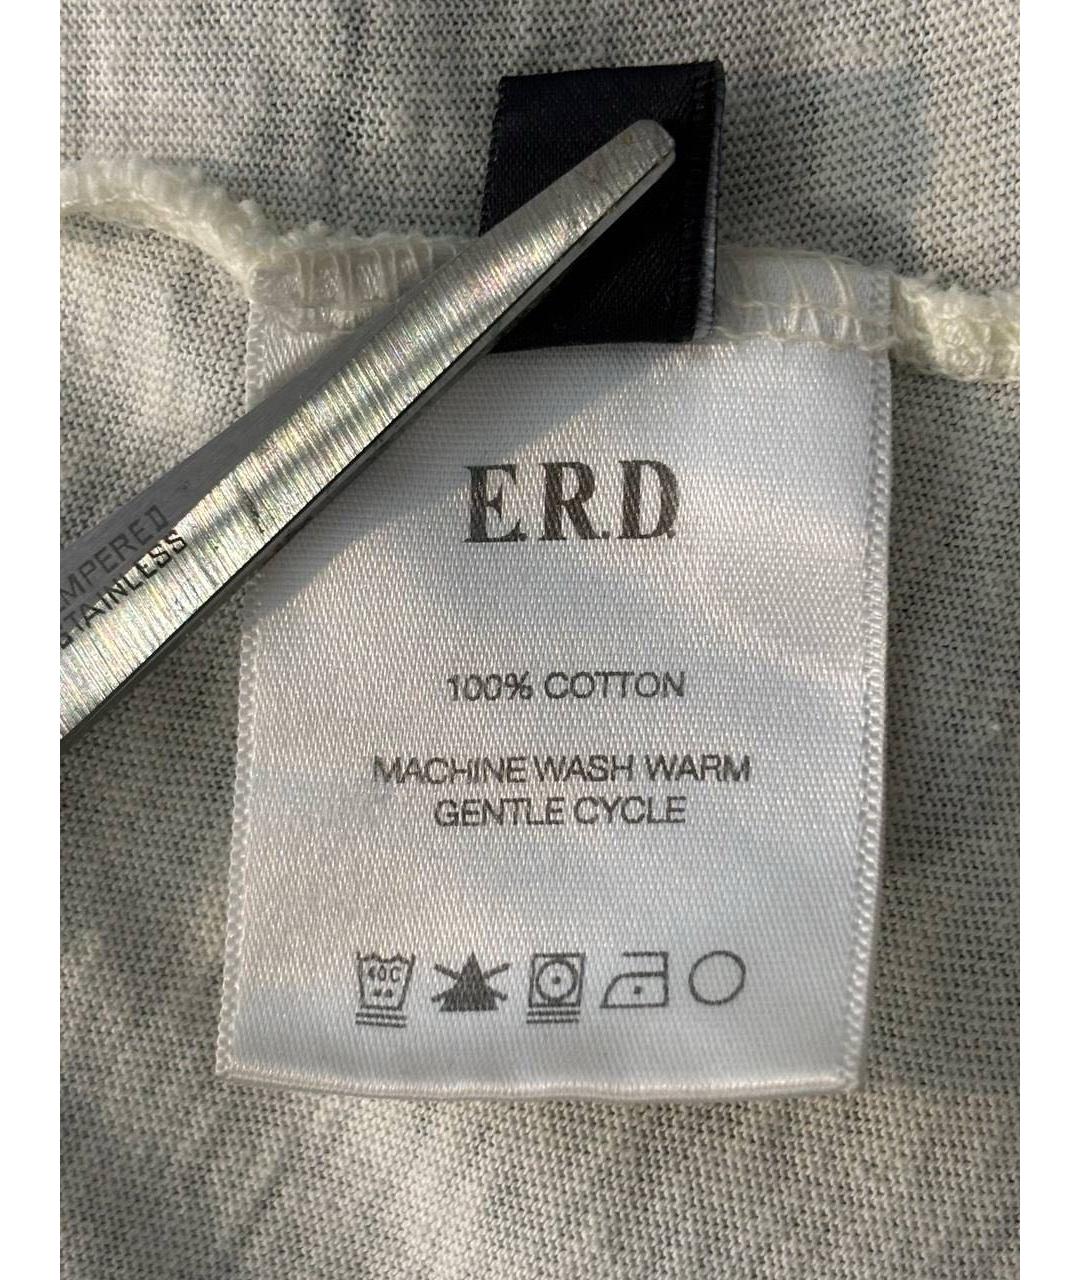 E.R.D.
100% COTTON
MACHINE WASH WARM
GENTLE CYCLE
40C
STAINLESS